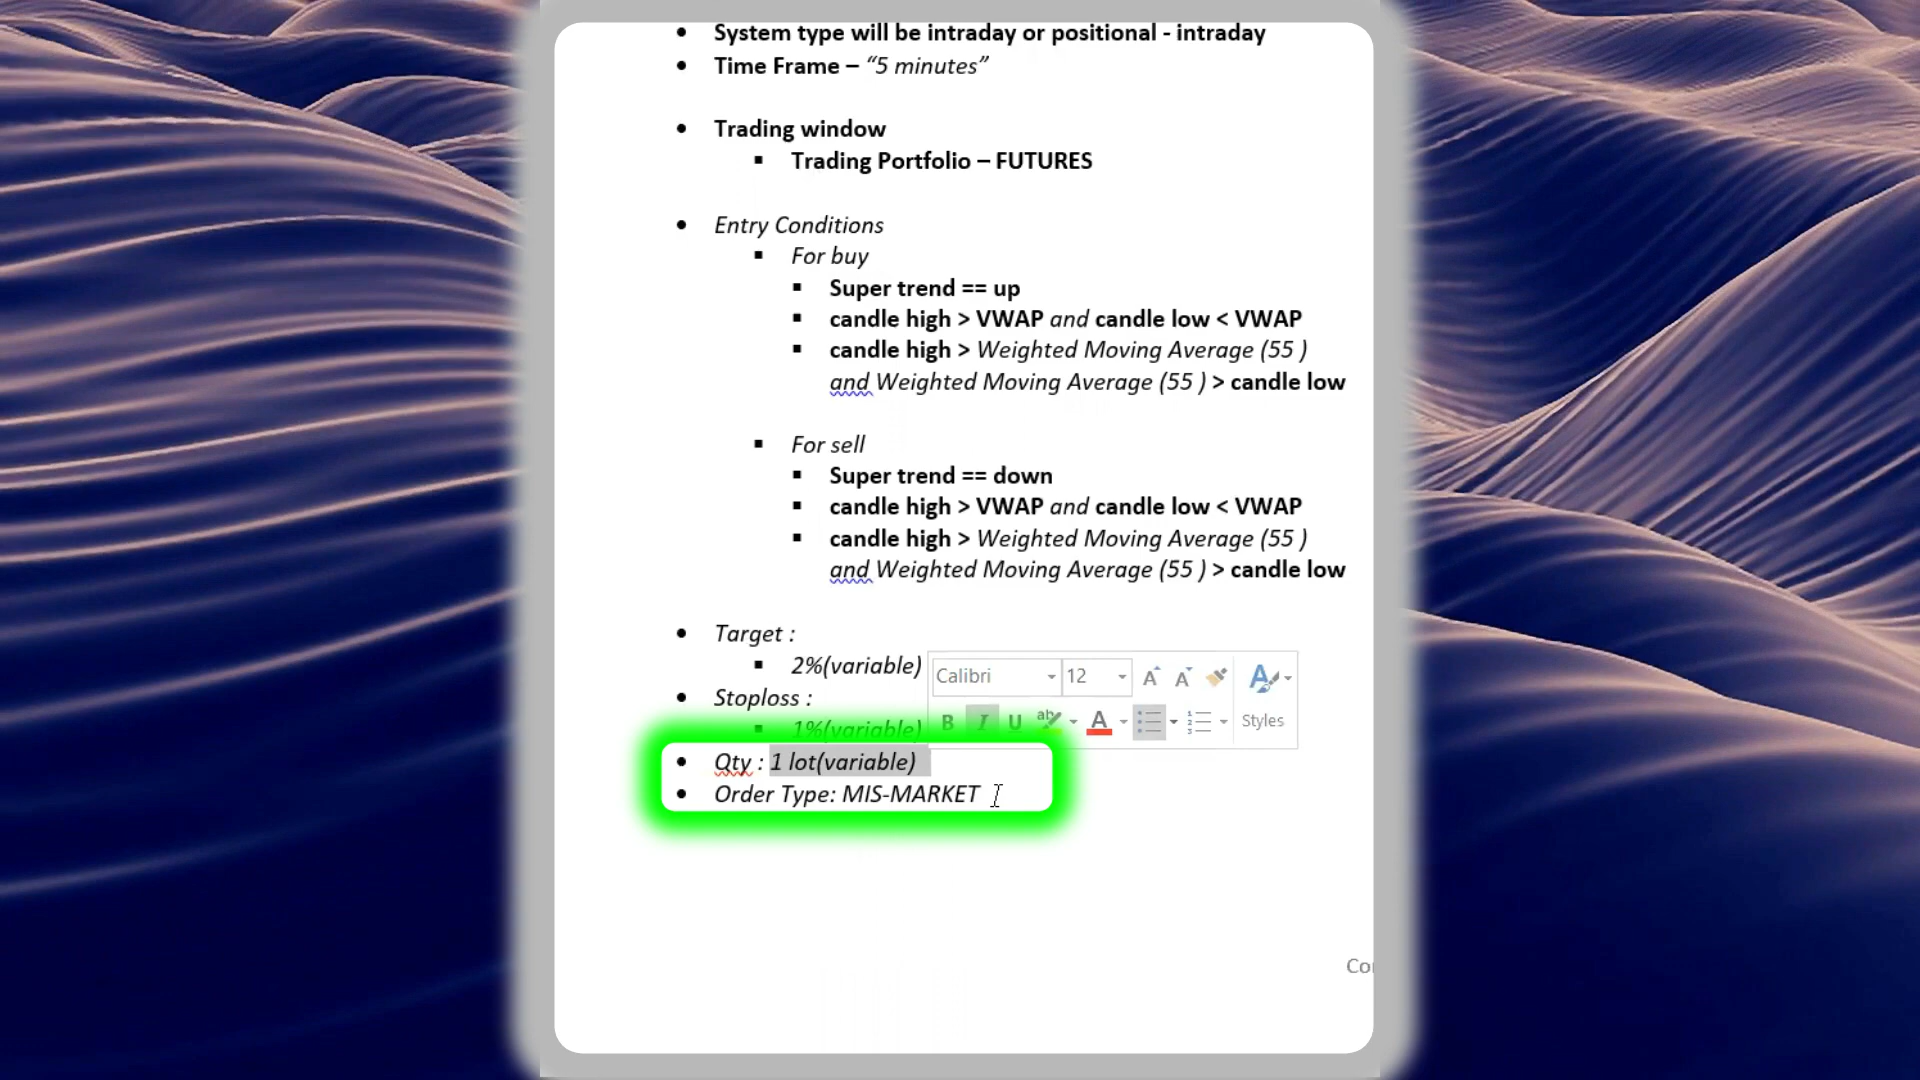 System type will be intraday or positional - intraday
Time Frame – “5 minutes”
Trading window
Trading Portfolio – FUTURES
Entry Conditions
For buy
Super trend == up
candle high > VWAP and candle low < VWAP
candle high > Weighted Moving Average (55 )
and Weighted Moving Average (55 ) > candle low
For sell
Super trend == down
candle high > VWAP and candle low < VWAP
candle high > Weighted Moving Average (55 )
and Weighted Moving Average (55 ) > candle low
Target :
2%(variable)
Calibri 12 A A
Stoploss :
B I U ab A Styles
1%(variable)
Qty : 1 lot(variable)
Order Type: MIS-MARKET